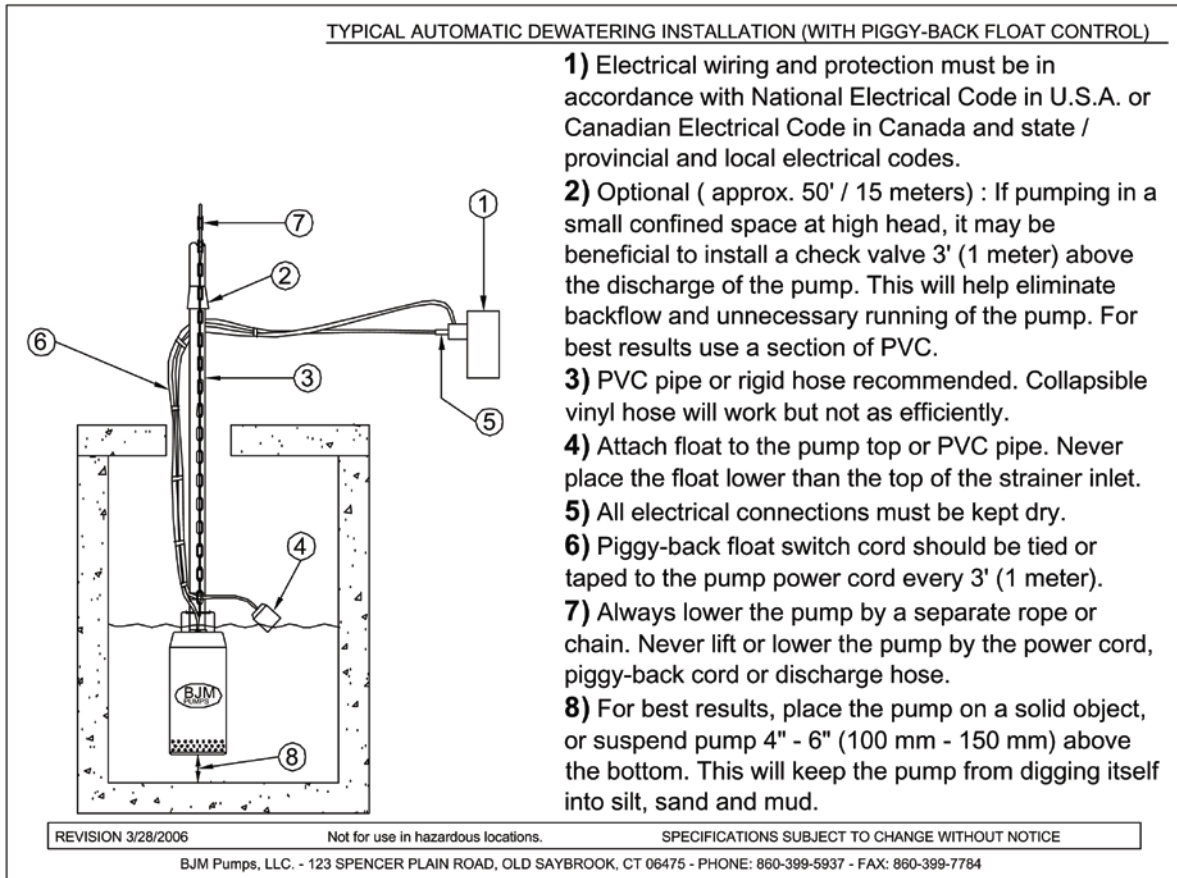 TYPICAL AUTOMATIC DEWATERING INSTALLATION (WITH PIGGY-BACK FLOAT CONTROL)
1) Electrical wiring and protection must be in
accordance with National Electrical Code in U.S.A. or
Canadian Electrical Code in Canada and state /
provincial and local electrical codes.
2) Optional ( approx. 50' / 15 meters) : If pumping in a
small confined space at high head, it may be
beneficial to install a check valve 3' (1 meter) above
the discharge of the pump. This will help eliminate
backflow and unnecessary running of the pump. For
best results use a section of PVC.
3) PVC pipe or rigid hose recommended. Collapsible
vinyl hose will work but not as efficiently.
4) Attach float to the pump top or PVC pipe. Never
place the float lower than the top of the strainer inlet.
5) All electrical connections must be kept dry.
6) Piggy-back float switch cord should be tied or
taped to the pump power cord every 3' (1 meter).
7) Always lower the pump by a separate rope or
chain. Never lift or lower the pump by the power cord,
piggy-back cord or discharge hose.
8) For best results, place the pump on a solid object,
or suspend pump 4" - 6" (100 mm - 150 mm) above
the bottom. This will keep the pump from digging itself
into silt, sand and mud.
1
7
2
6
3
5
4
BJM
PUMPS
8
REVISION 3/28/2006 Not for use in hazardous locations. SPECIFICATIONS SUBJECT TO CHANGE WITHOUT NOTICE
BJM Pumps, LLC. - 123 SPENCER PLAIN ROAD, OLD SAYBROOK, CT 06475 - PHONE: 860-399-5937 - FAX: 860-399-7784